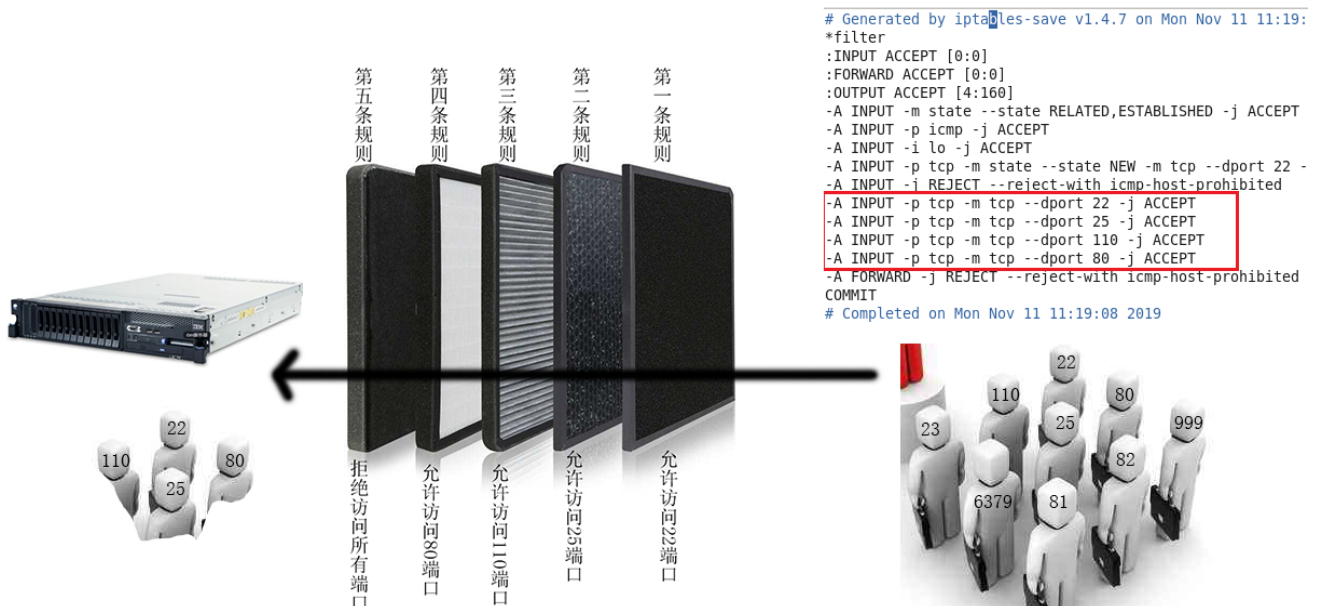 # Generated by iptables-save v1.4.7 on Mon Nov 11 11:19:
*filter
:INPUT ACCEPT [0:0]
:FORWARD ACCEPT [0:0]
:OUTPUT ACCEPT [4:160]
-A INPUT -m state --state RELATED,ESTABLISHED -j ACCEPT
-A INPUT -p icmp -j ACCEPT
-A INPUT -i lo -j ACCEPT
-A INPUT -p tcp -m state --state NEW -m tcp --dport 22 -
-A INPUT -j REJECT --reject-with icmp-host-prohibited
-A INPUT -p tcp -m tcp --dport 22 -j ACCEPT
-A INPUT -p tcp -m tcp --dport 25 -j ACCEPT
-A INPUT -p tcp -m tcp --dport 110 -j ACCEPT
-A INPUT -p tcp -m tcp --dport 80 -j ACCEPT
-A FORWARD -j REJECT --reject-with icmp-host-prohibited
COMMIT
# Completed on Mon Nov 11 11:19:08 2019
第五条规则
第四条规则
第三条规则
第二条规则
第一条规则
拒绝访问所有端口
允许访问80端口
允许访问110端口
允许访问25端口
允许访问22端口
IBM
22
110
80
25
22
110
80
23
25
999
82
6379
81